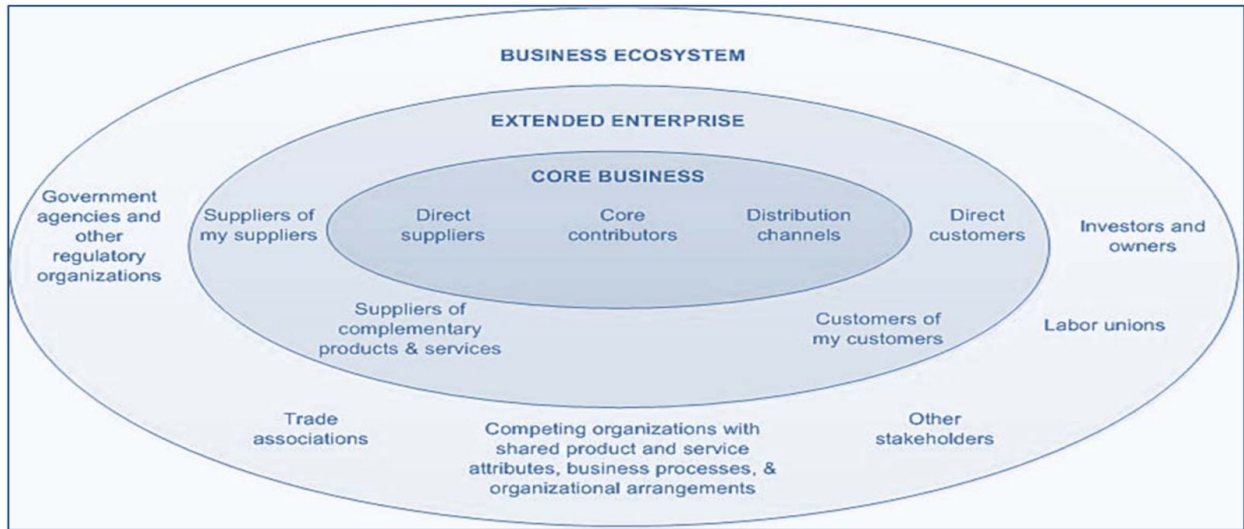 BUSINESS ECOSYSTEM
EXTENDED ENTERPRISE
CORE BUSINESS
Government
agencies and
other
regulatory
organizations
Suppliers of
my suppliers
Direct
suppliers
Core
contributors
Distribution
channels
Direct
customers
Investors and
owners
Suppliers of
complementary
products & services
Customers of
my customers
Labor unions
Trade
associations
Competing organizations with
shared product and service
attributes, business processes, &
organizational arrangements
Other
stakeholders